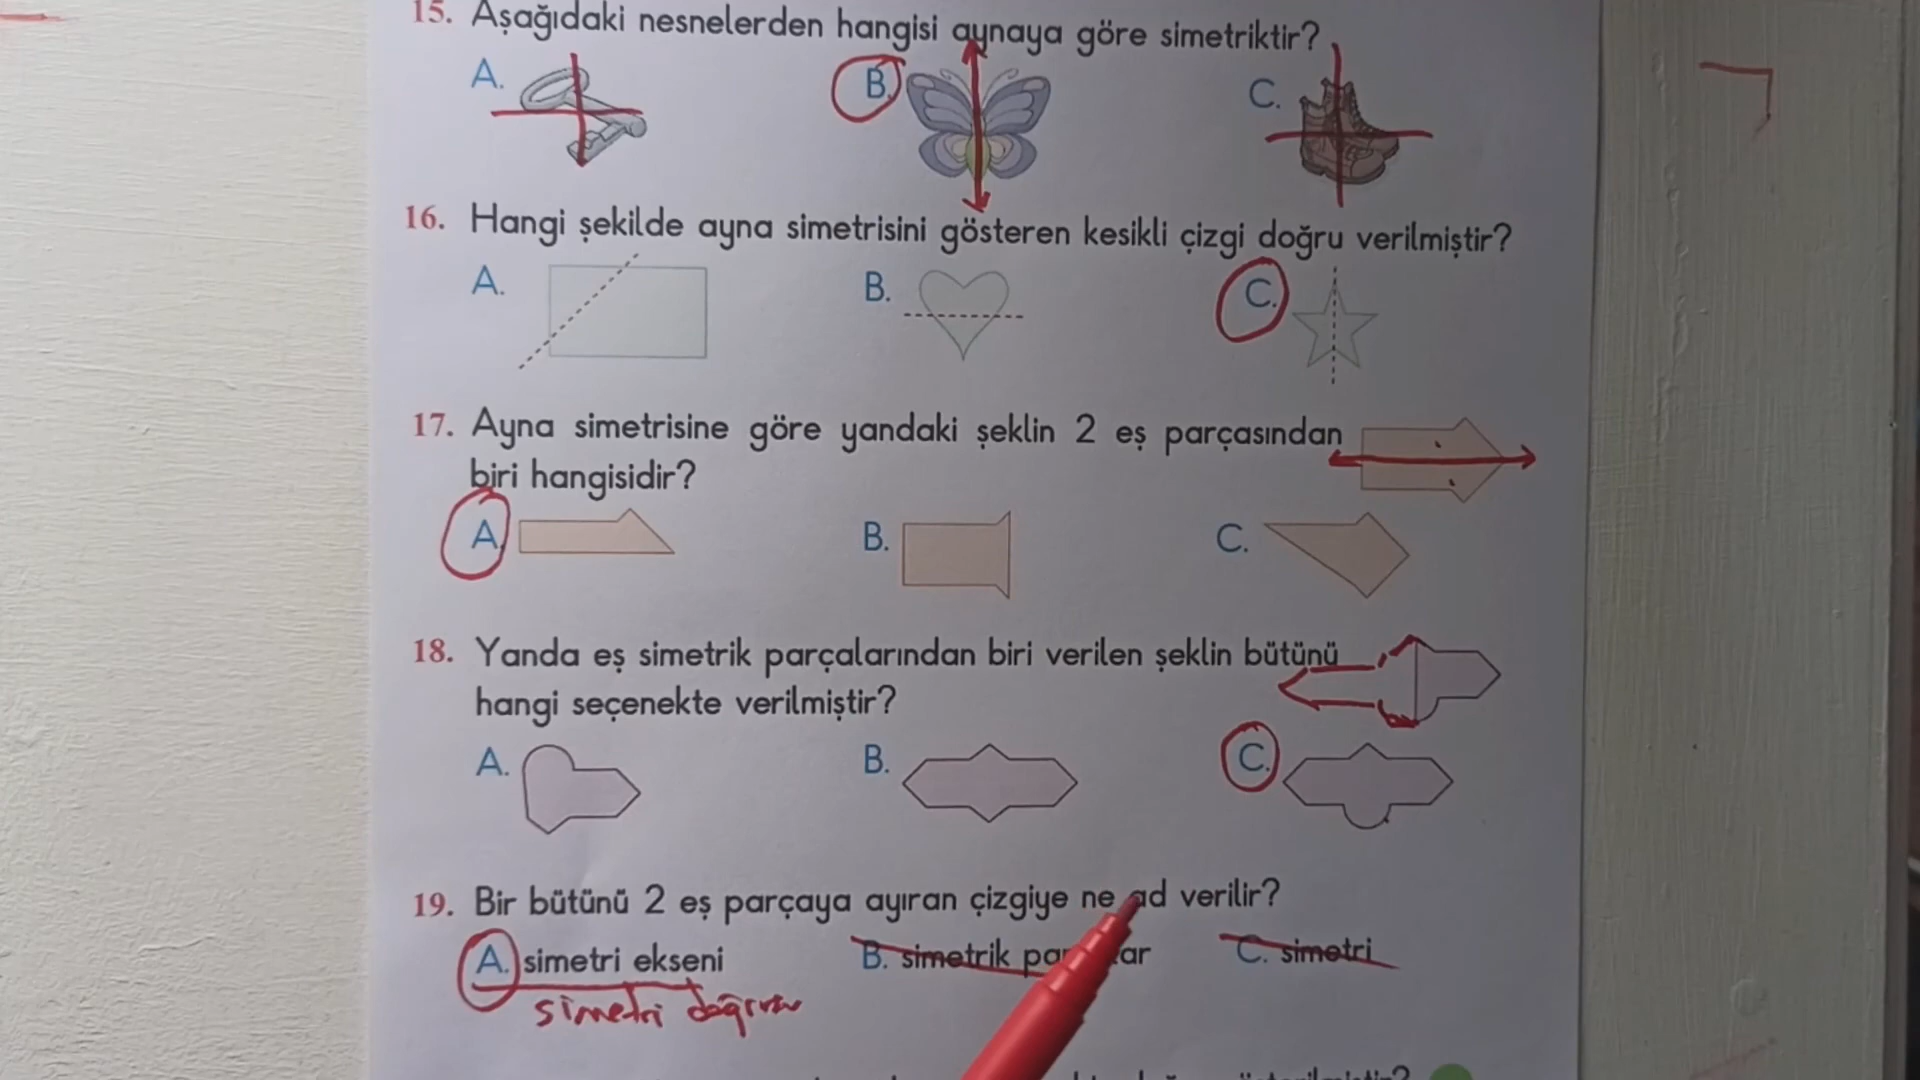 15. Aşağıdaki nesnelerden hangisi aynaya göre simetriktir?
A. B. C.
16. Hangi şekilde ayna simetrisini gösteren kesikli çizgi doğru verilmiştir?
A. B. C.
17. Ayna simetrisine göre yandaki şeklin 2 eş parçasından
biri hangisidir?
A. B. C.
18. Yanda eş simetrik parçalarından biri verilen şeklin bütünü
hangi seçenekte verilmiştir?
A. B. C.
19. Bir bütünü 2 eş parçaya ayıran çizgiye ne ad verilir?
A. simetri ekseni B. simetrik C. simetri
simetri doğrusu